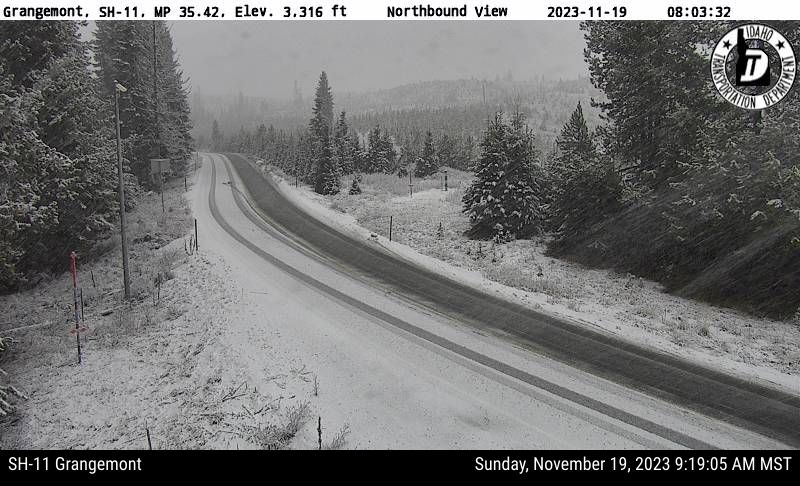 Grangemont, SH-11, MP 35.42, Elev. 3,316 ft Northbound View 2023-11-19 08:03:32
IDAHO
TRANSPORTATION DEPARTMENT
SH-11 Grangemont Sunday, November 19, 2023 9:19:05 AM MST